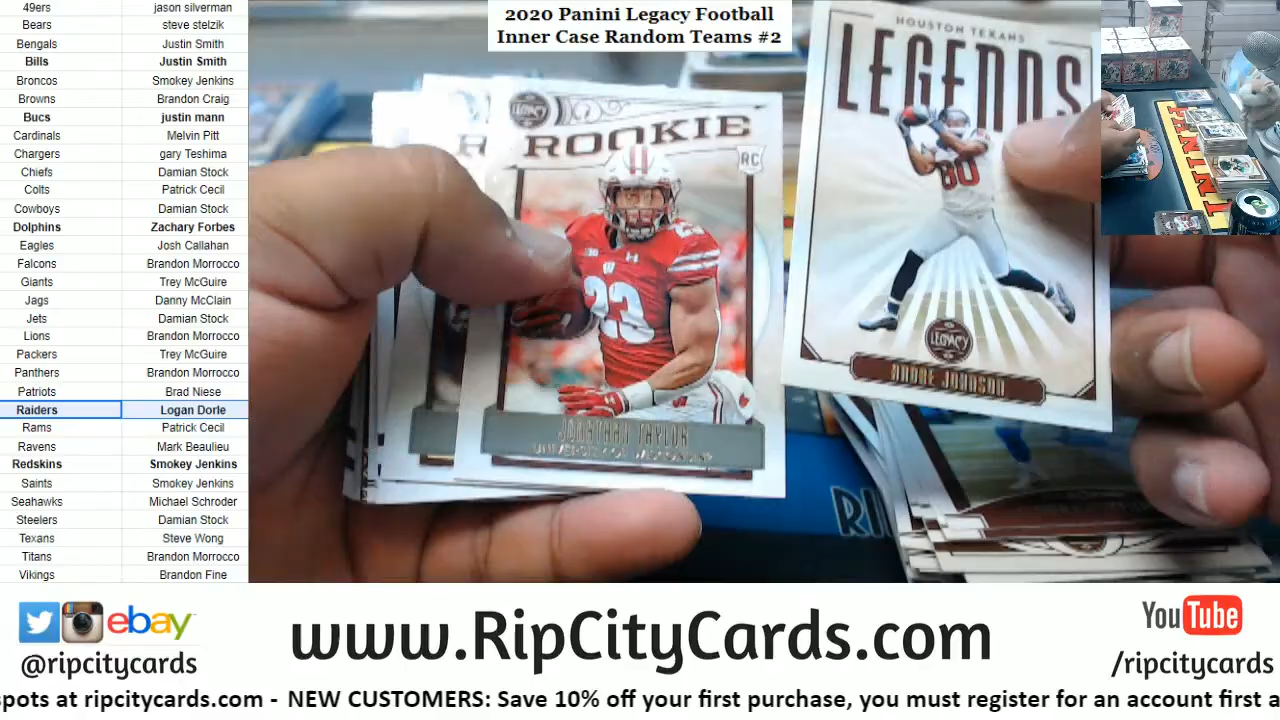 2020 Panini Legacy Football
Inner Case Random Teams #2
49ers jason silverman
Bears steve stelzik
Bengals Justin Smith
Bills Justin Smith
Broncos Smokey Jenkins
Browns Brandon Craig
Bucs justin mann
Cardinals Melvin Pitt
Chargers gary Teshima
Chiefs Damian Stock
Colts Patrick Cecil
Cowboys Damian Stock
Dolphins Zachary Forbes
Eagles Josh Callahan
Falcons Brandon Morrocco
Giants Trey McGuire
Jags Danny McClain
Jets Damian Stock
Lions Brandon Morrocco
Packers Trey McGuire
Panthers Brandon Morrocco
Patriots Brad Niese
Raiders Logan Dorle
Rams Patrick Cecil
Ravens Mark Beaulieu
Redskins Smokey Jenkins
Saints Smokey Jenkins
Seahawks Michael Schroder
Steelers Damian Stock
Texans Steve Wong
Titans Brandon Morrocco
Vikings Brandon Fine
LEGACY
ROOKIE
RC
23
JONATHAN TAYLOR
UNIVERSITY OF WISCONSIN
HOUSTON TEXANS
LEGENDS
80
LEGACY
ANDRE JOHNSON
RI
PANINI
ebay
@ripcitycards
www.RipCityCards.com
YouTube
/ripcitycards
spots at ripcitycards.com - NEW CUSTOMERS: Save 10% off your first purchase, you must register for an account first a